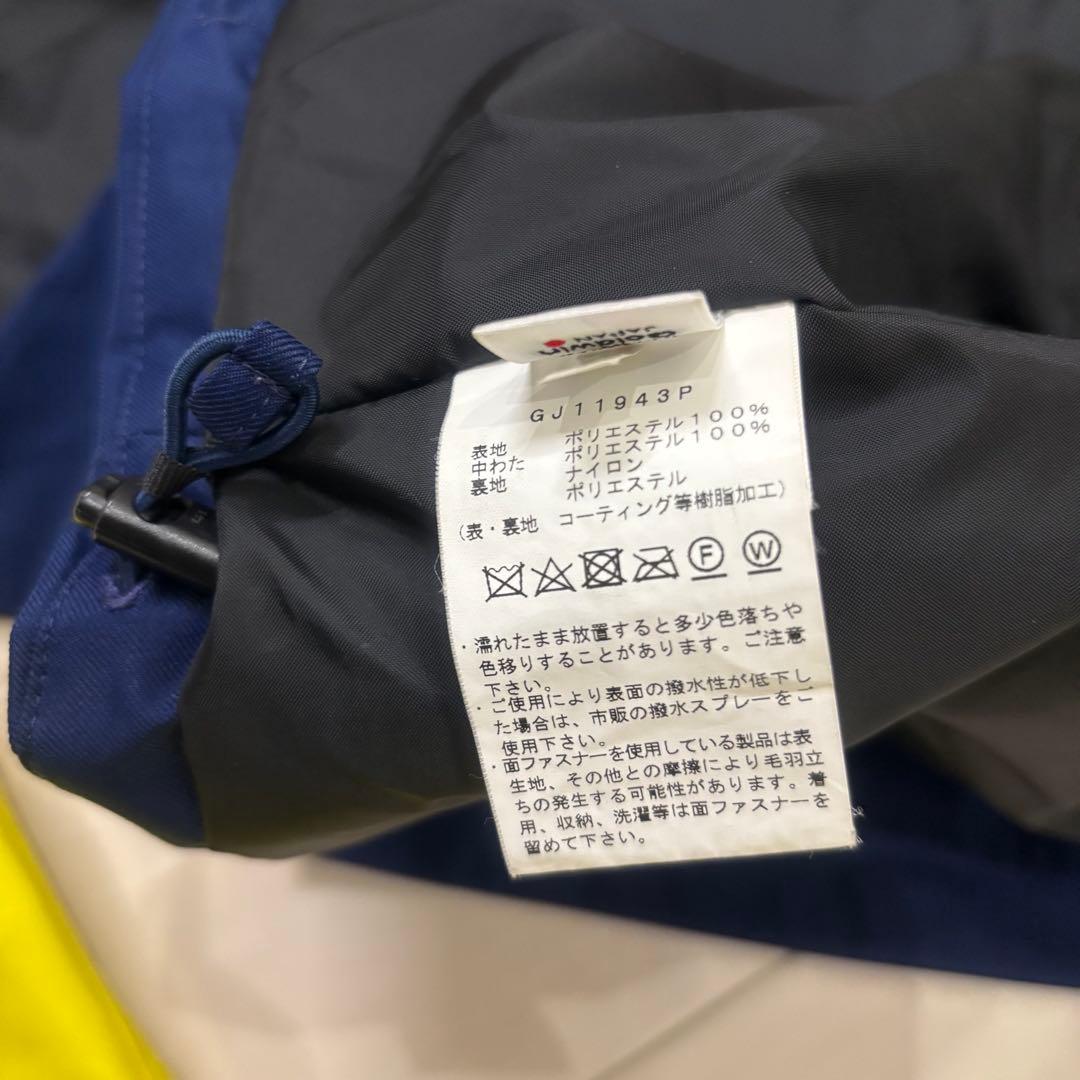 Goldwin
JAPAN
GJ11943P
表地 ポリエステル100%
中わた ポリエステル100%
裏地 ナイロン
ポリエステル
(表・裏地 コーティング等樹脂加工)
F W
・濡れたまま放置すると多少色落ちや
色移りすることがあります。ご注意
下さい。
・ご使用により表面の撥水性が低下し
た場合は、市販の撥水スプレーをご
使用下さい。
・面ファスナーを使用している製品は表
生地、その他との摩擦により毛羽立
ちの発生する可能性があります。着
用、収納、洗濯等は面ファスナーを
留めて下さい。